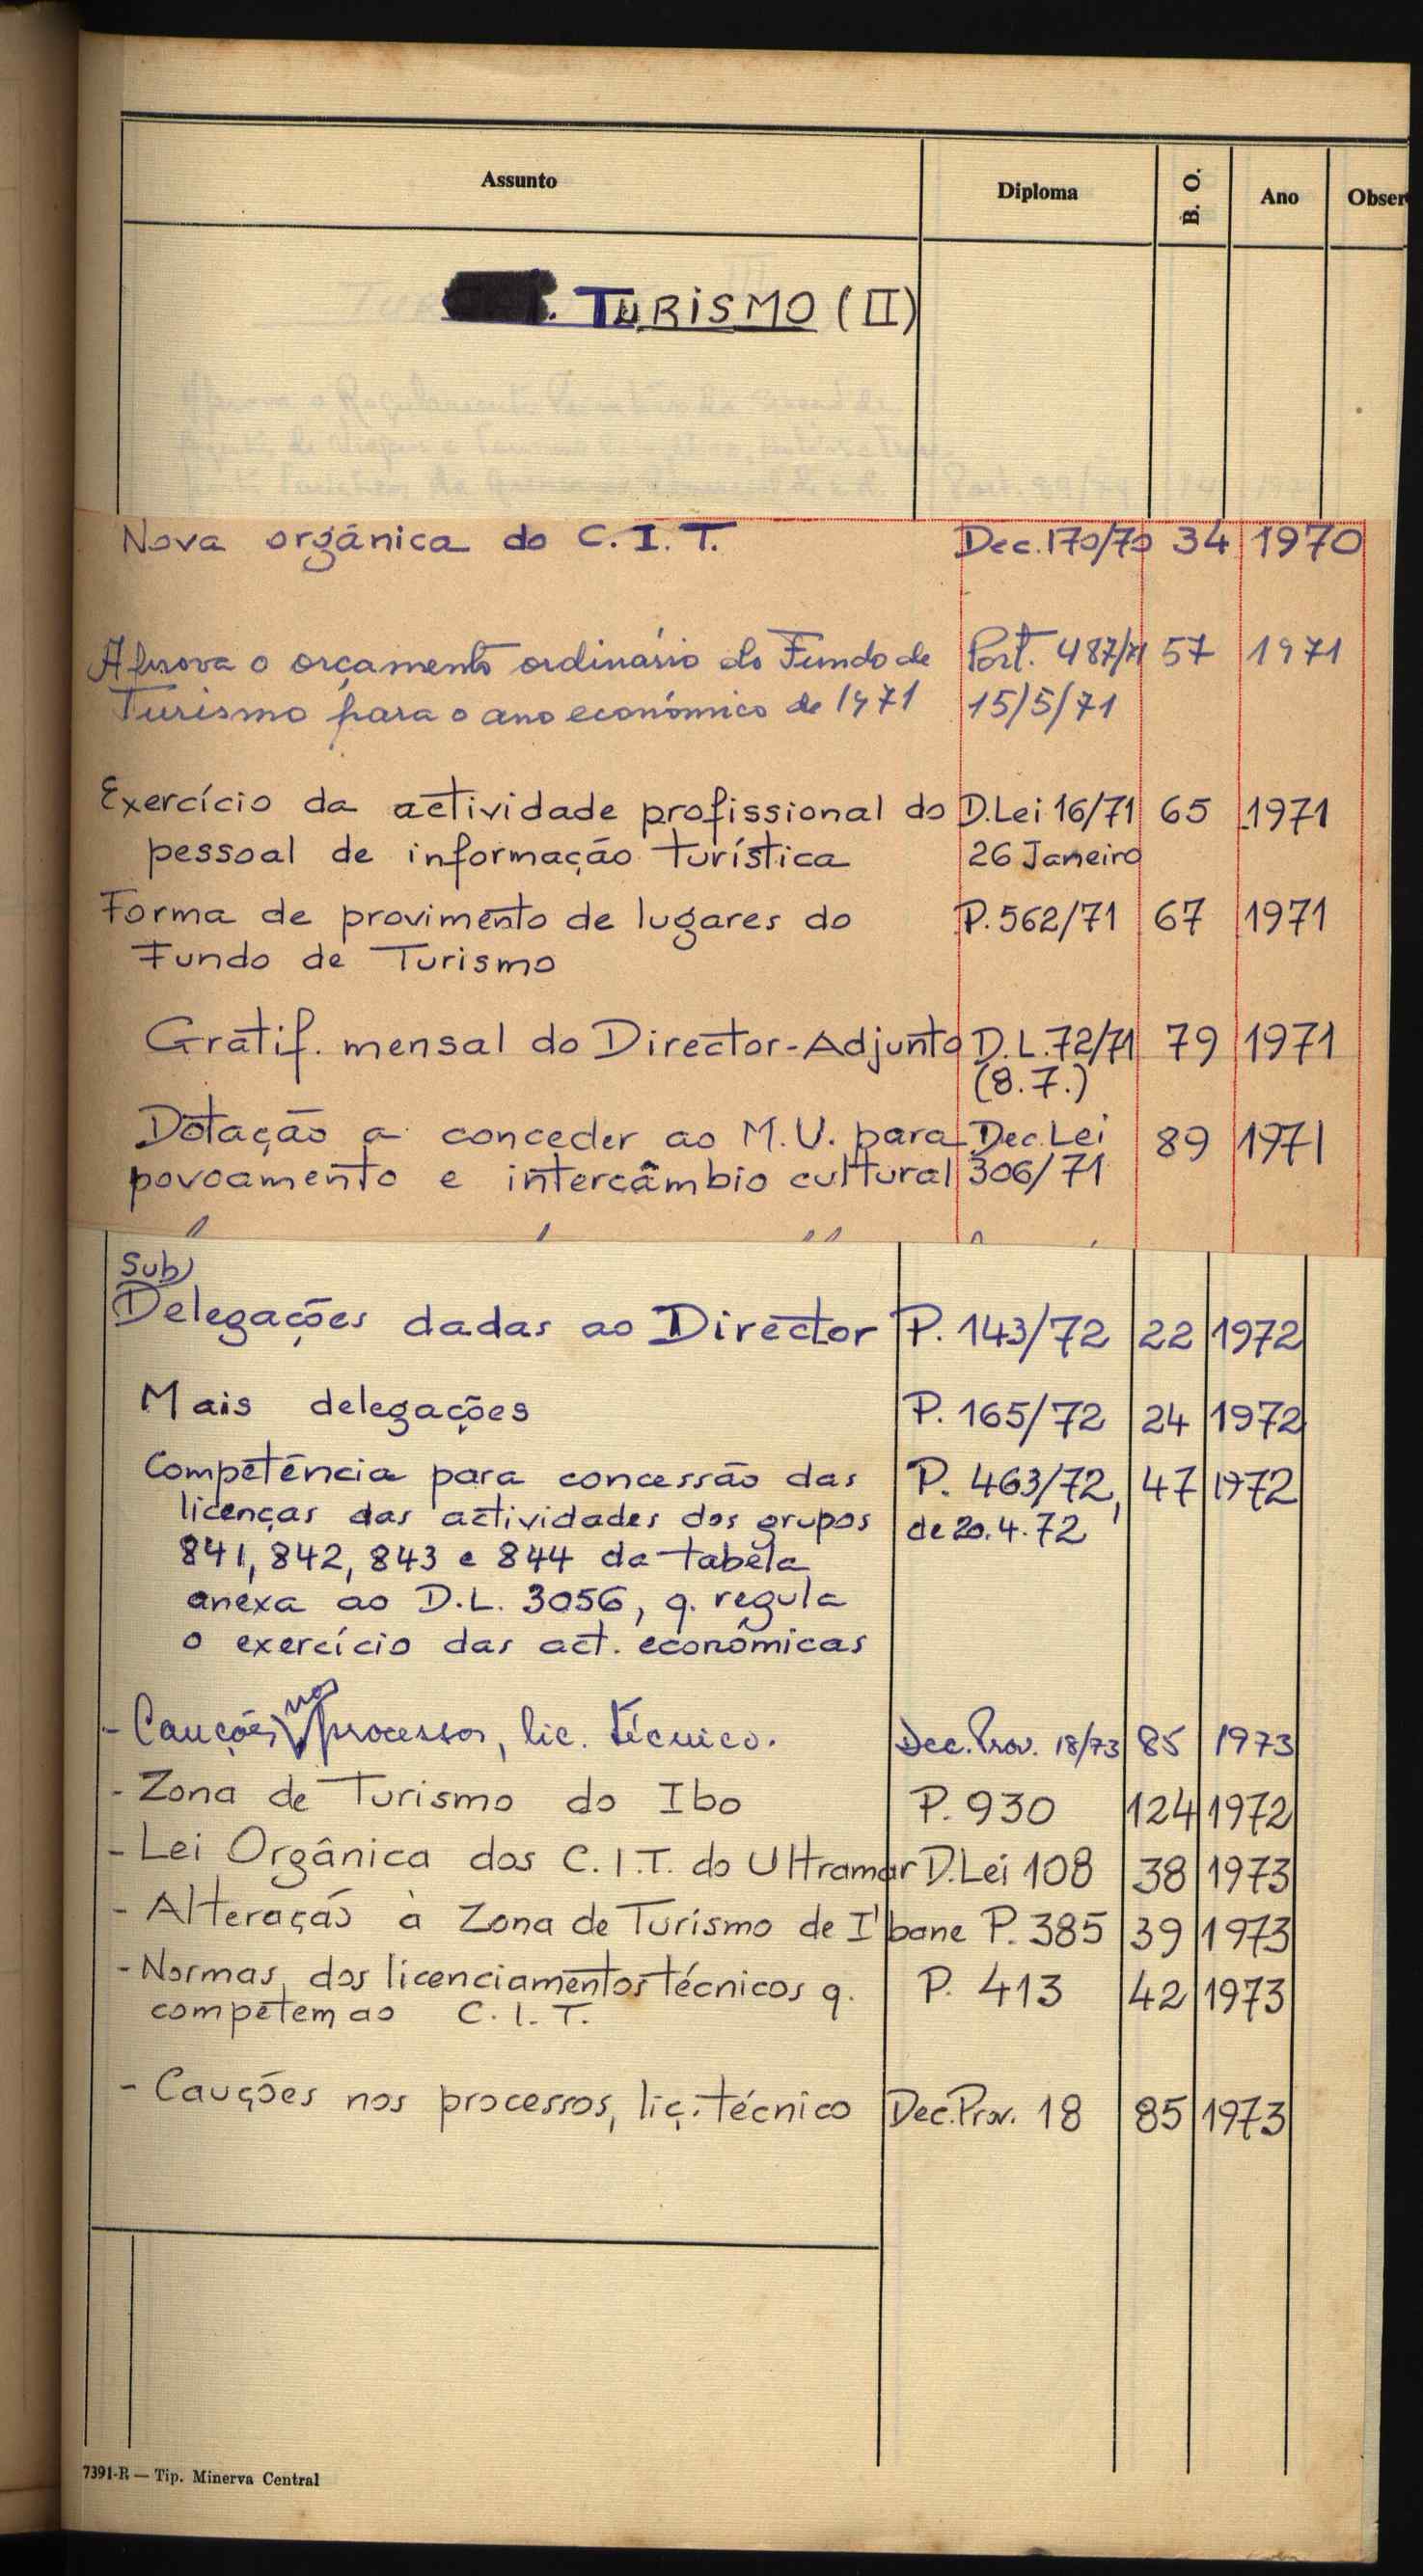 Assunto Diploma B. O. Ano Obser
. TURISMO (II)
Nova orgânica do C. I. T. Dec. 170/70 34 1970
Aprova o orçamento ordinário do Fundo de Port. 487/71 57 1971
Turismo para o ano económico de 1971 15/5/71
Exercício da actividade profissional do D.Lei 16/71 65 1971
pessoal de informação turística 26 Janeiro
Forma de provimento de lugares do P. 562/71 67 1971
Fundo de Turismo
Gratif. mensal do Director-Adjunto D. L. 72/71 79 1971
(8. 7.)
Dotação a conceder ao M. U. para Dec. Lei 89 1971
povoamento e intercâmbio cultural 306/71
Sub)
Delegações dadas ao Director P. 143/72 22 1972
Mais delegações P. 165/72 24 1972
Competência para concessão das P. 463/72, 47 1972
licenças das actividades dos grupos de 20.4.72
841, 842, 843 e 844 da tabela
anexa ao D.L. 3056, q. regula
o exercício das act. económicas
nos
- Cauções processos, lic. técnico. Dec. Prov. 18/73 85 1973
- Zona de Turismo do Ibo P. 930 124 1972
- Lei Orgânica dos C. I. T. do Ultramar D.Lei 108 38 1973
- Alteração à Zona de Turismo de I'bane P. 385 39 1973
- Normas dos licenciamentos técnicos q. P. 413 42 1973
competem ao C. I. T.
- Cauções nos processos, lic. técnico Dec. Prov. 18 85 1973
7391-R — Tip. Minerva Central